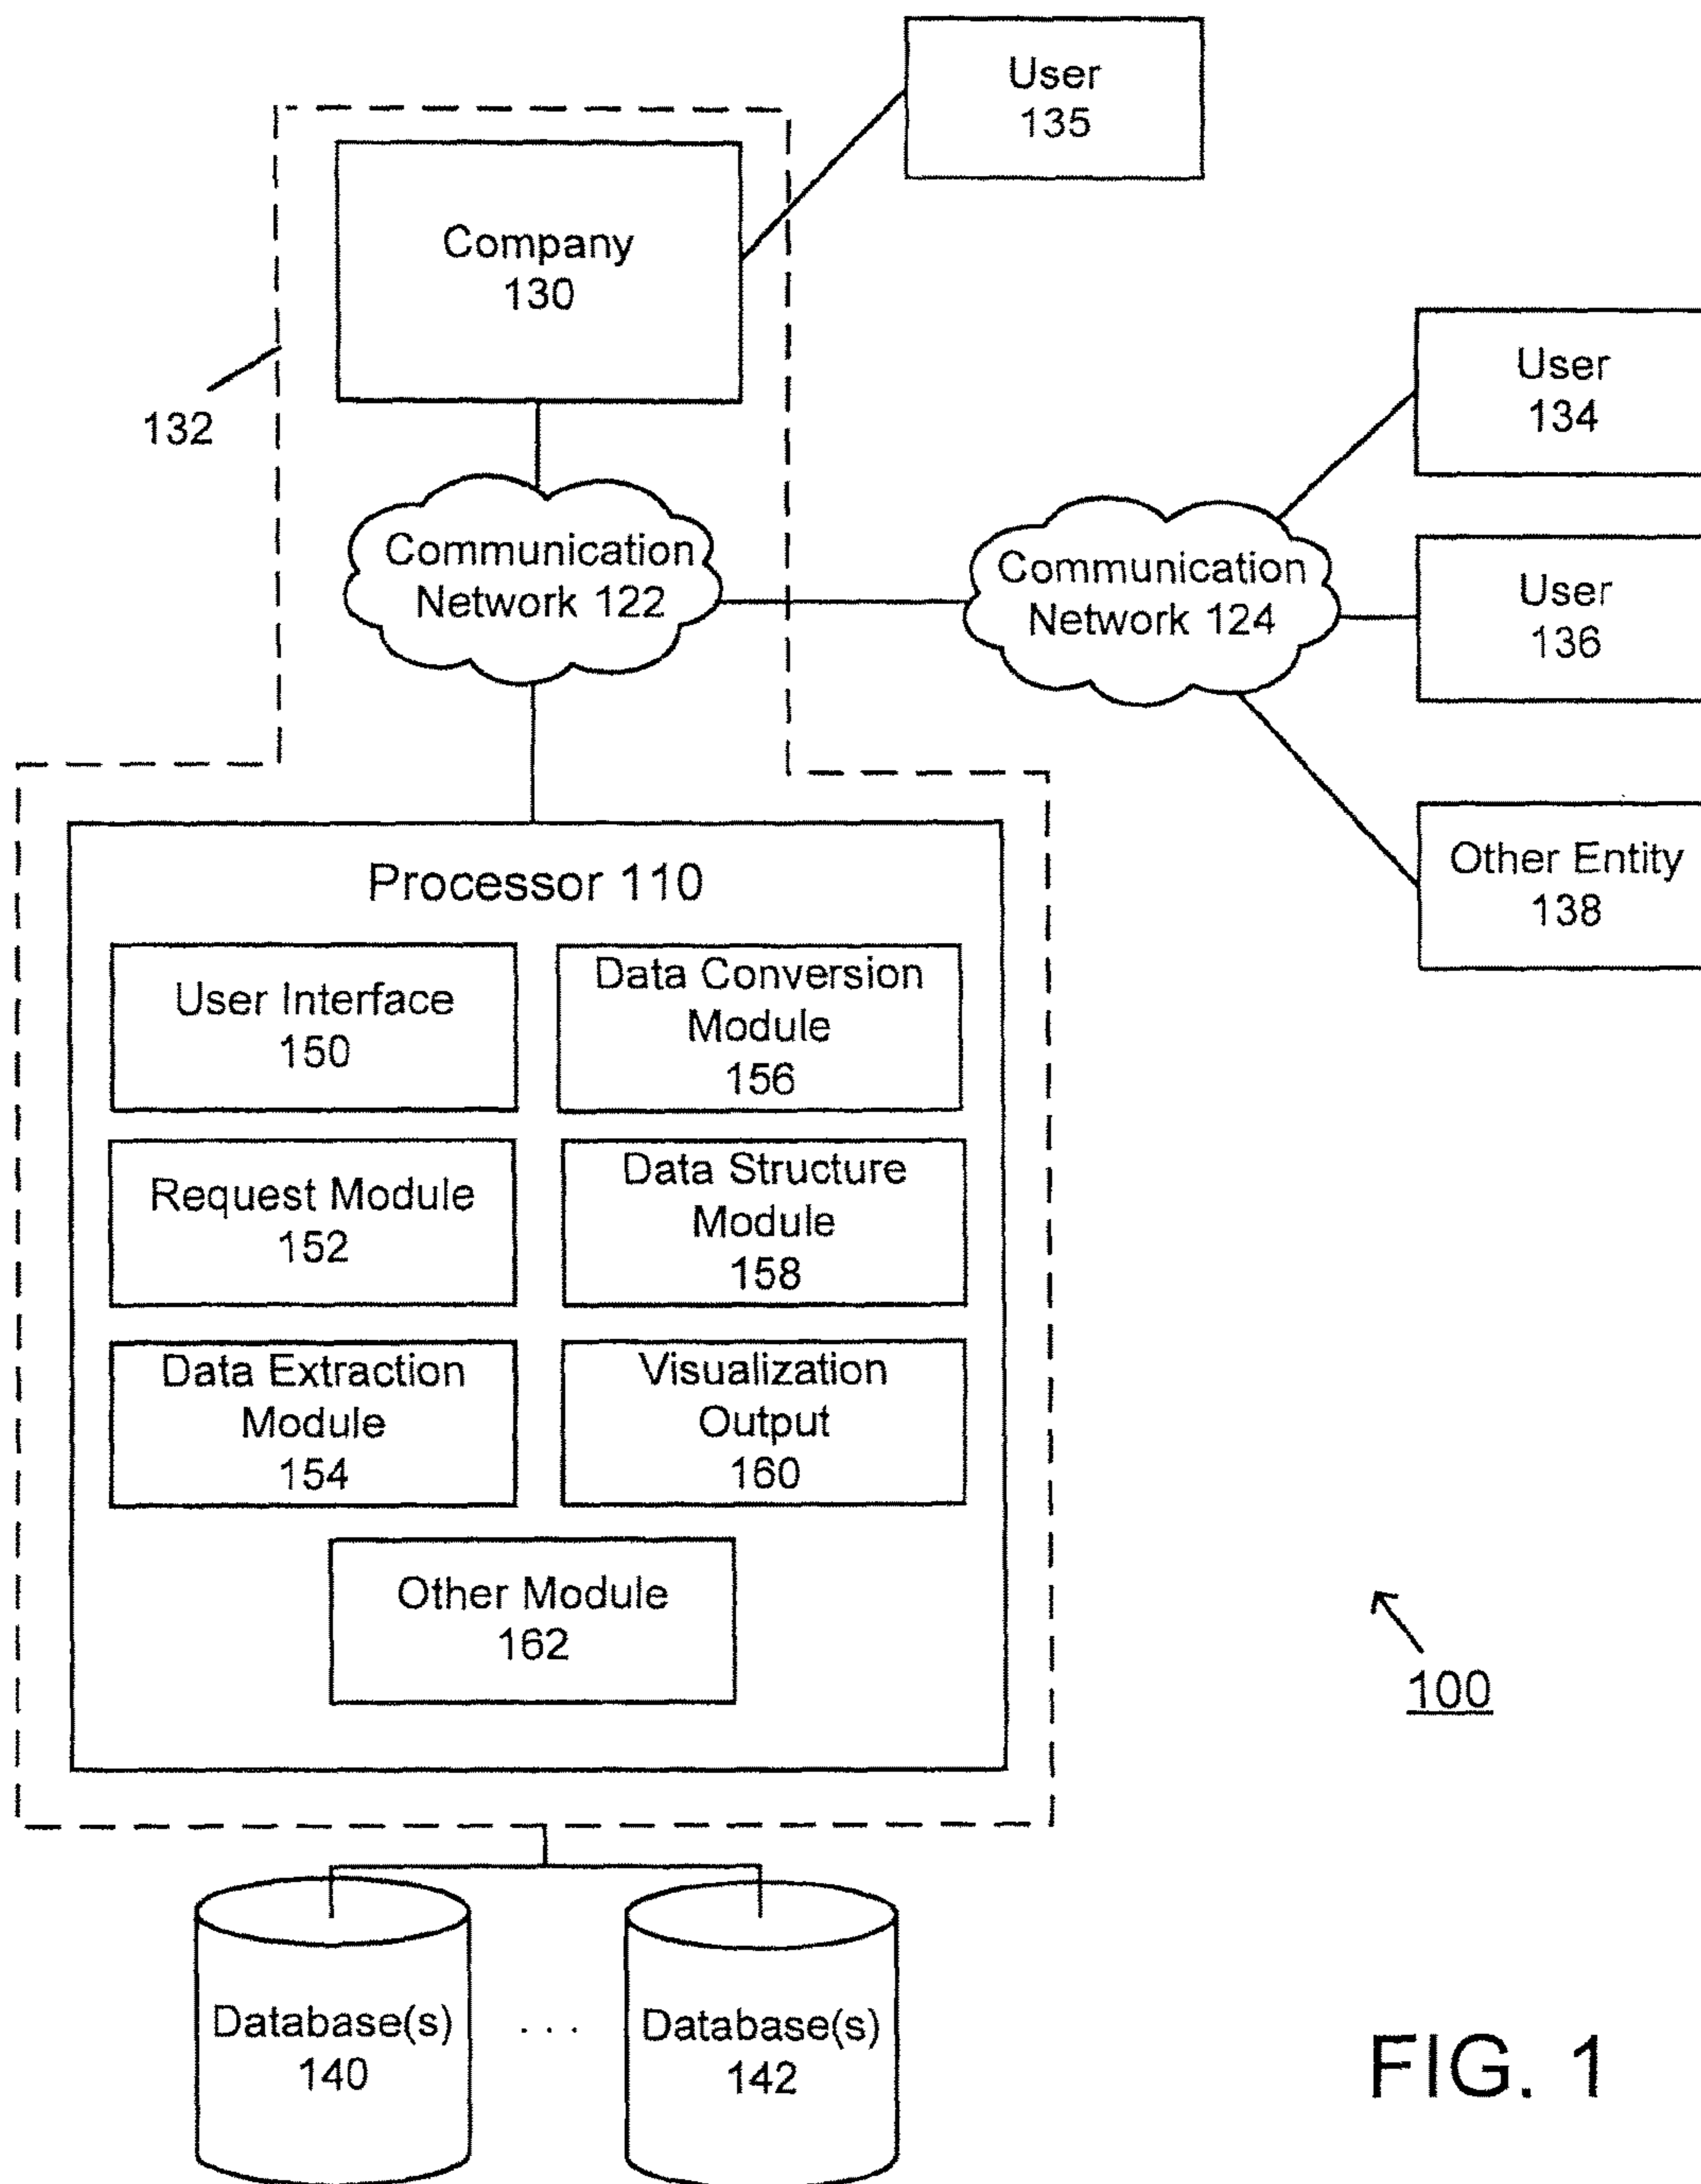 User
135
Company
130
132
User
134
Communication
Network 122
Communication
Network 124
User
136
Other Entity
138
Processor 110
User Interface
150
Data Conversion
Module
156
Request Module
152
Data Structure
Module
158
Data Extraction
Module
154
Visualization
Output
160
Other Module
162
100
Database(s)
140
. . .
Database(s)
142
FIG. 1